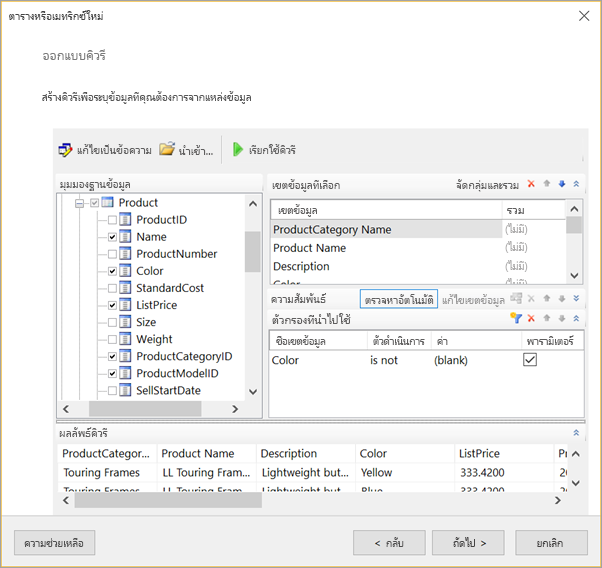 ตารางหรือเมทริกซ์ใหม่
ออกแบบคิวรี
สร้างคิวรีเพื่อระบุข้อมูลที่คุณต้องการจากแหล่งข้อมูล
แก้ไขเป็นข้อความ นำเข้า... เรียกใช้คิวรี
มุมมองฐานข้อมูล
Product
ProductID
Name
ProductNumber
Color
StandardCost
ListPrice
Size
Weight
ProductCategoryID
ProductModelID
SellStartDate
เขตข้อมูลที่เลือก จัดกลุ่มและรวม
เขตข้อมูล รวม
ProductCategory Name (ไม่มี)
Product Name (ไม่มี)
Description (ไม่มี)
Color (ไม่มี)
ความสัมพันธ์ ตรวจหาอัตโนมัติ แก้ไขเขตข้อมูล
ตัวกรองที่นำไปใช้
ชื่อเขตข้อมูล ตัวดำเนินการ ค่า พารามิเตอร์
Color is not (blank)
ผลลัพธ์คิวรี
ProductCategor... Product Name Description Color ListPrice
Touring Frames LL Touring Fram... Lightweight but... Yellow 333.4200
Touring Frames LL Touring Fram... Lightweight but... Blue 333.4200
ความช่วยเหลือ < กลับ ถัดไป > ยกเลิก